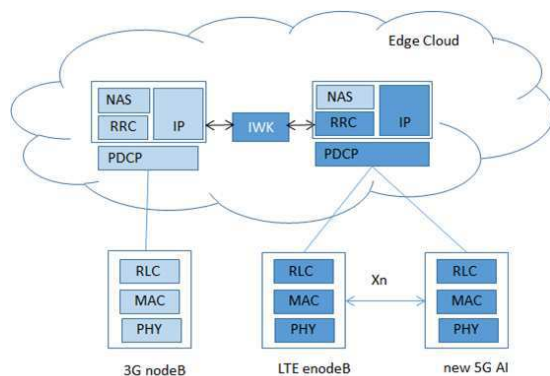 Edge Cloud
NAS
RRC
IP
PDCP
IWK
NAS
RRC
IP
PDCP
RLC
MAC
PHY
3G nodeB
RLC
MAC
PHY
LTE enodeB
Xn
RLC
MAC
PHY
new 5G AI